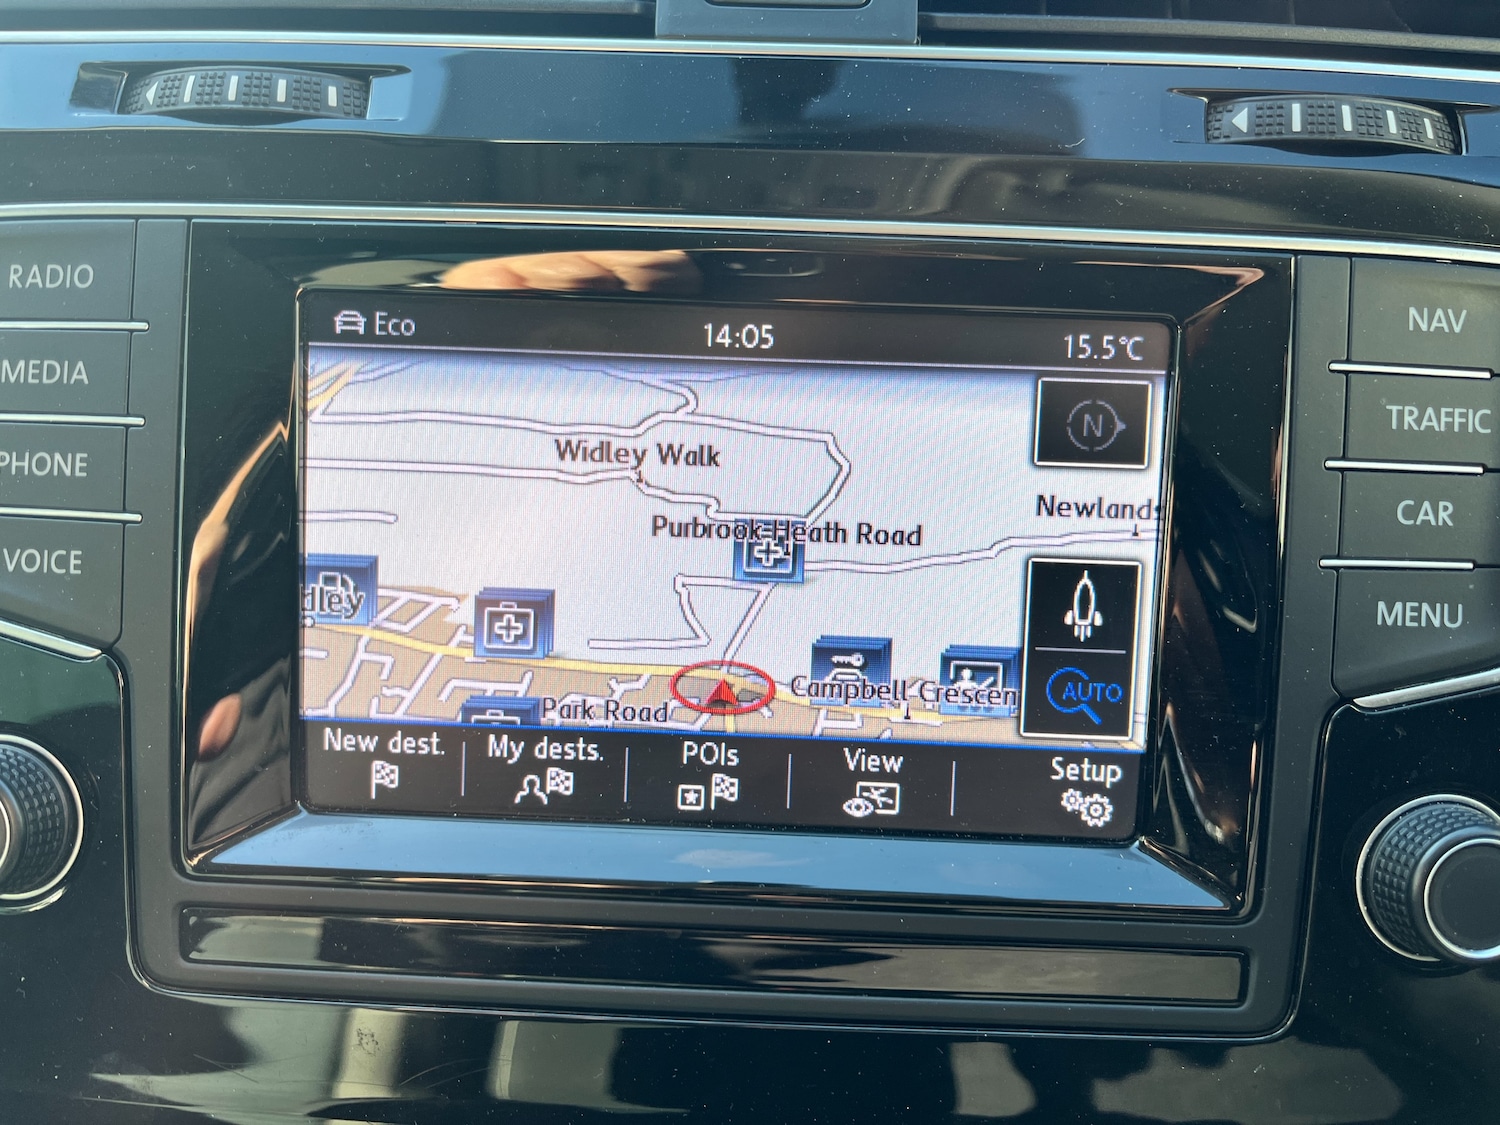 RADIO
MEDIA
PHONE
VOICE
Eco
14:05
15.5°C
N
Widley Walk
Purbrook Heath Road
Newlands
dley
Campbell Crescen
Park Road
AUTO
New dest.
My dests.
POIs
View
Setup
NAV
TRAFFIC
CAR
MENU